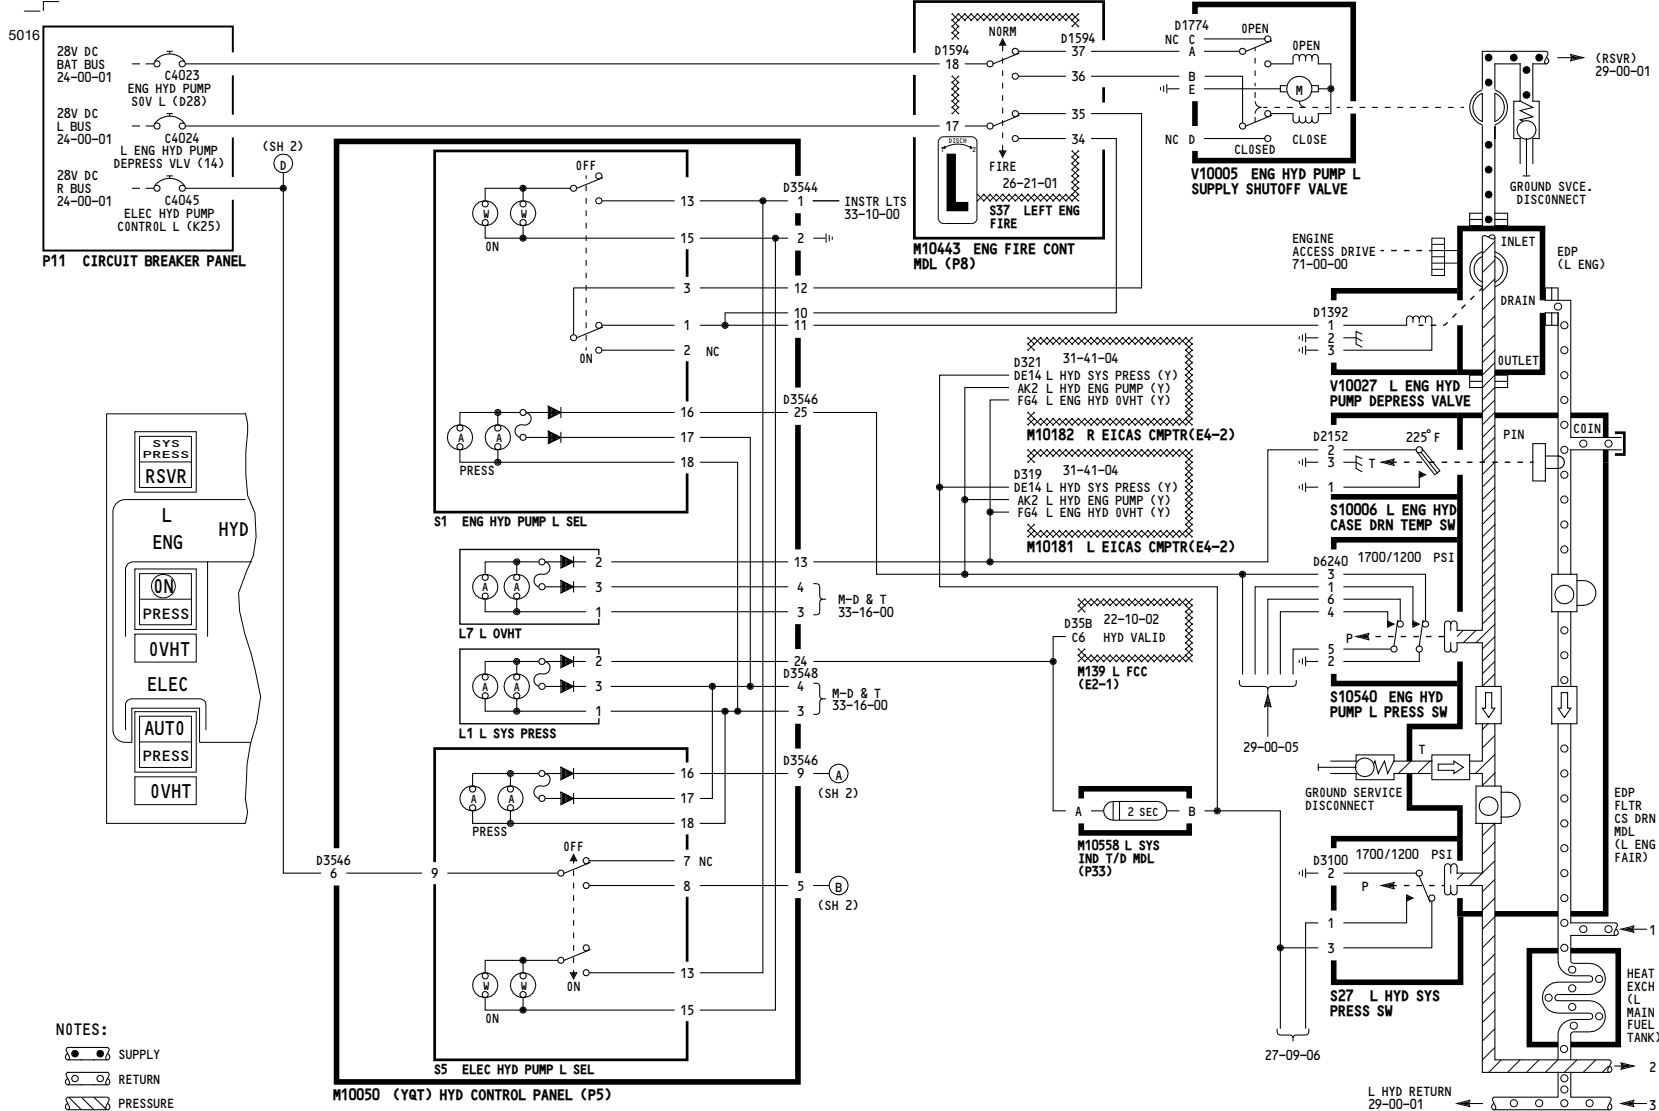 5016
28V DC
BAT BUS
24-00-01
C4023
ENG HYD PUMP
SOV L (D28)
28V DC
L BUS
24-00-01
C4024
L ENG HYD PUMP
DEPRESS VLV (14)
28V DC
R BUS
24-00-01
C4045
ELEC HYD PUMP
CONTROL L (K25)
P11 CIRCUIT BREAKER PANEL
(SH 2)
D
SYS
PRESS
RSVR
L
ENG
HYD
ON
PRESS
OVHT
ELEC
AUTO
PRESS
OVHT
NOTES:
SUPPLY
RETURN
PRESSURE
OFF
W W
ON
13
15
3
1
ON
2 NC
16
17
18
A A
PRESS
S1 ENG HYD PUMP L SEL
A A
2
3
1
L7 L OVHT
A A
2
3
1
L1 L SYS PRESS
A A
PRESS
16
17
18
OFF
7 NC
9
8
ON
13
W W
ON
15
S5 ELEC HYD PUMP L SEL
D3546
6
M10050 (YQT) HYD CONTROL PANEL (P5)
D3544
1
INSTR LTS
33-10-00
2
12
10
11
D3546
25
13
4
3
M-D & T
33-16-00
24
D3548
4
3
M-D & T
33-16-00
D3546
9
A
(SH 2)
5
B
(SH 2)
D1594
18
17
NORM
D1594
37
36
35
34
FIRE
DISCH
1 2
L
26-21-01
S37 LEFT ENG
FIRE
M10443 ENG FIRE CONT
MDL (P8)
D1774
NC C
A
B
E
NC D
OPEN
OPEN
M
CLOSE
CLOSED
V10005 ENG HYD PUMP L
SUPPLY SHUTOFF VALVE
(RSVR)
29-00-01
GROUND SVCE.
DISCONNECT
ENGINE
ACCESS DRIVE
71-00-00
INLET
EDP
(L ENG)
DRAIN
OUTLET
D1392
1
2
3
V10027 L ENG HYD
PUMP DEPRESS VALVE
D321 31-41-04
DE14 L HYD SYS PRESS (Y)
AK2 L HYD ENG PUMP (Y)
FG4 L ENG HYD OVHT (Y)
M10182 R EICAS CMPTR(E4-2)
D319 31-41-04
DE14 L HYD SYS PRESS (Y)
AK2 L HYD ENG PUMP (Y)
FG4 L ENG HYD OVHT (Y)
M10181 L EICAS CMPTR(E4-2)
D2152
2
3
1
225°F
T
PIN
COIN
S10006 L ENG HYD
CASE DRN TEMP SW
D6240
1700/1200 PSI
3
1
6
4
5
2
P
S10540 ENG HYD
PUMP L PRESS SW
D35B 22-10-02
C6 HYD VALID
M139 L FCC
(E2-1)
29-00-05
T
GROUND SERVICE
DISCONNECT
A
2 SEC
B
M10558 L SYS
IND T/D MDL
(P33)
D3100
1700/1200 PSI
2
P
1
3
S27 L HYD SYS
PRESS SW
27-09-06
EDP
FLTR
CS DRN
MDL
(L ENG
FAIR)
1
HEAT
EXCH
(L
MAIN
FUEL
TANK)
2
L HYD RETURN
29-00-01
3